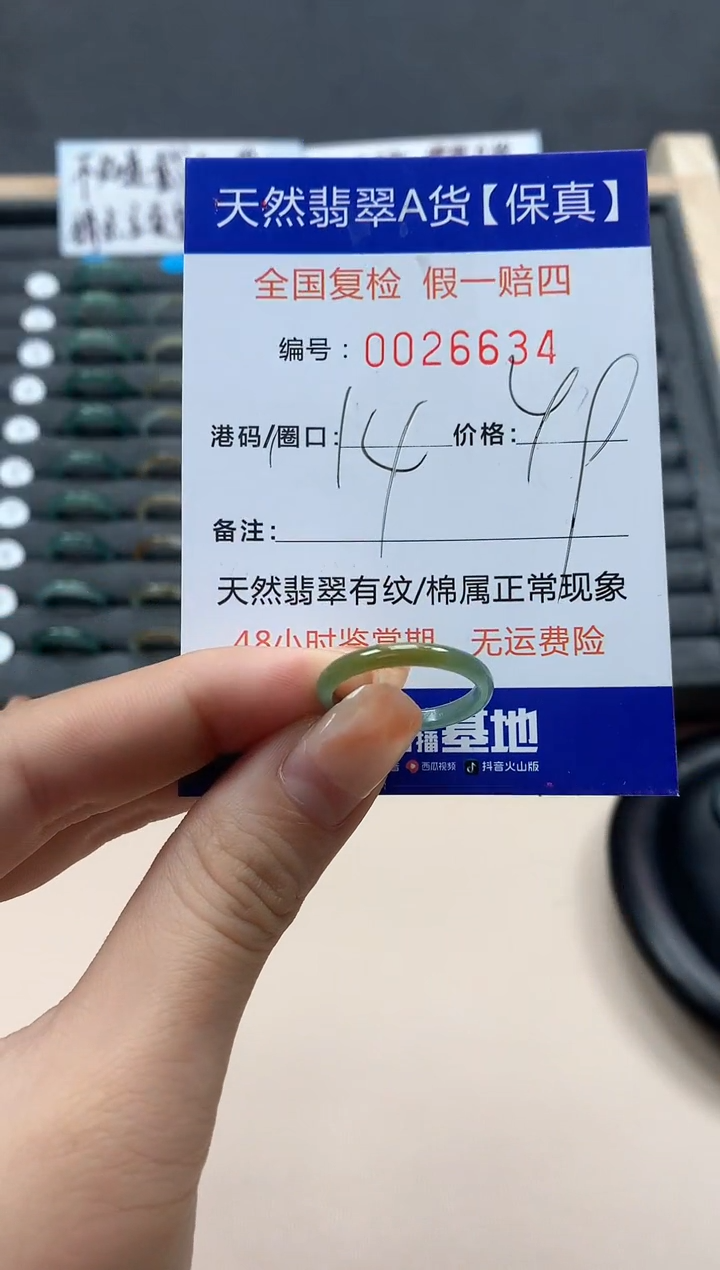 天然翡翠A货【保真】
全国复检 假一赔四
编号：0026634
港码/圈口：14 价格：49
备注：
天然翡翠有纹/棉属正常现象
48小时鉴赏期 无运费险
播基地
西瓜视频 抖音火山版